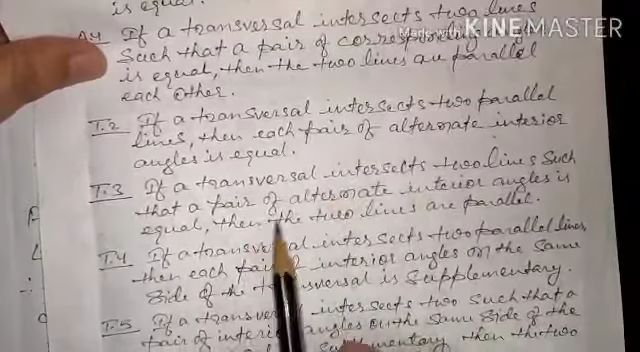 is equal.
A4 If a transversal intersects two lines
Such that a pair of corresponding
Made with KINEMASTER
is equal, then the two lines are parallel
each other.
T.2 If a transversal intersects two parallel
lines, then each pair of alternate interior
angles is equal.
T.3 If a transversal intersects two lines such
that a pair of alternate interior angles is
equal, then the two lines are parallel.
T.4 If a transversal intersects two parallel lines,
then each pair of interior angles on the same
side of the transversal is supplementary.
T.5 If a transversal intersects two such that a
pair of interior angles on the same side of the
supplementary then the two